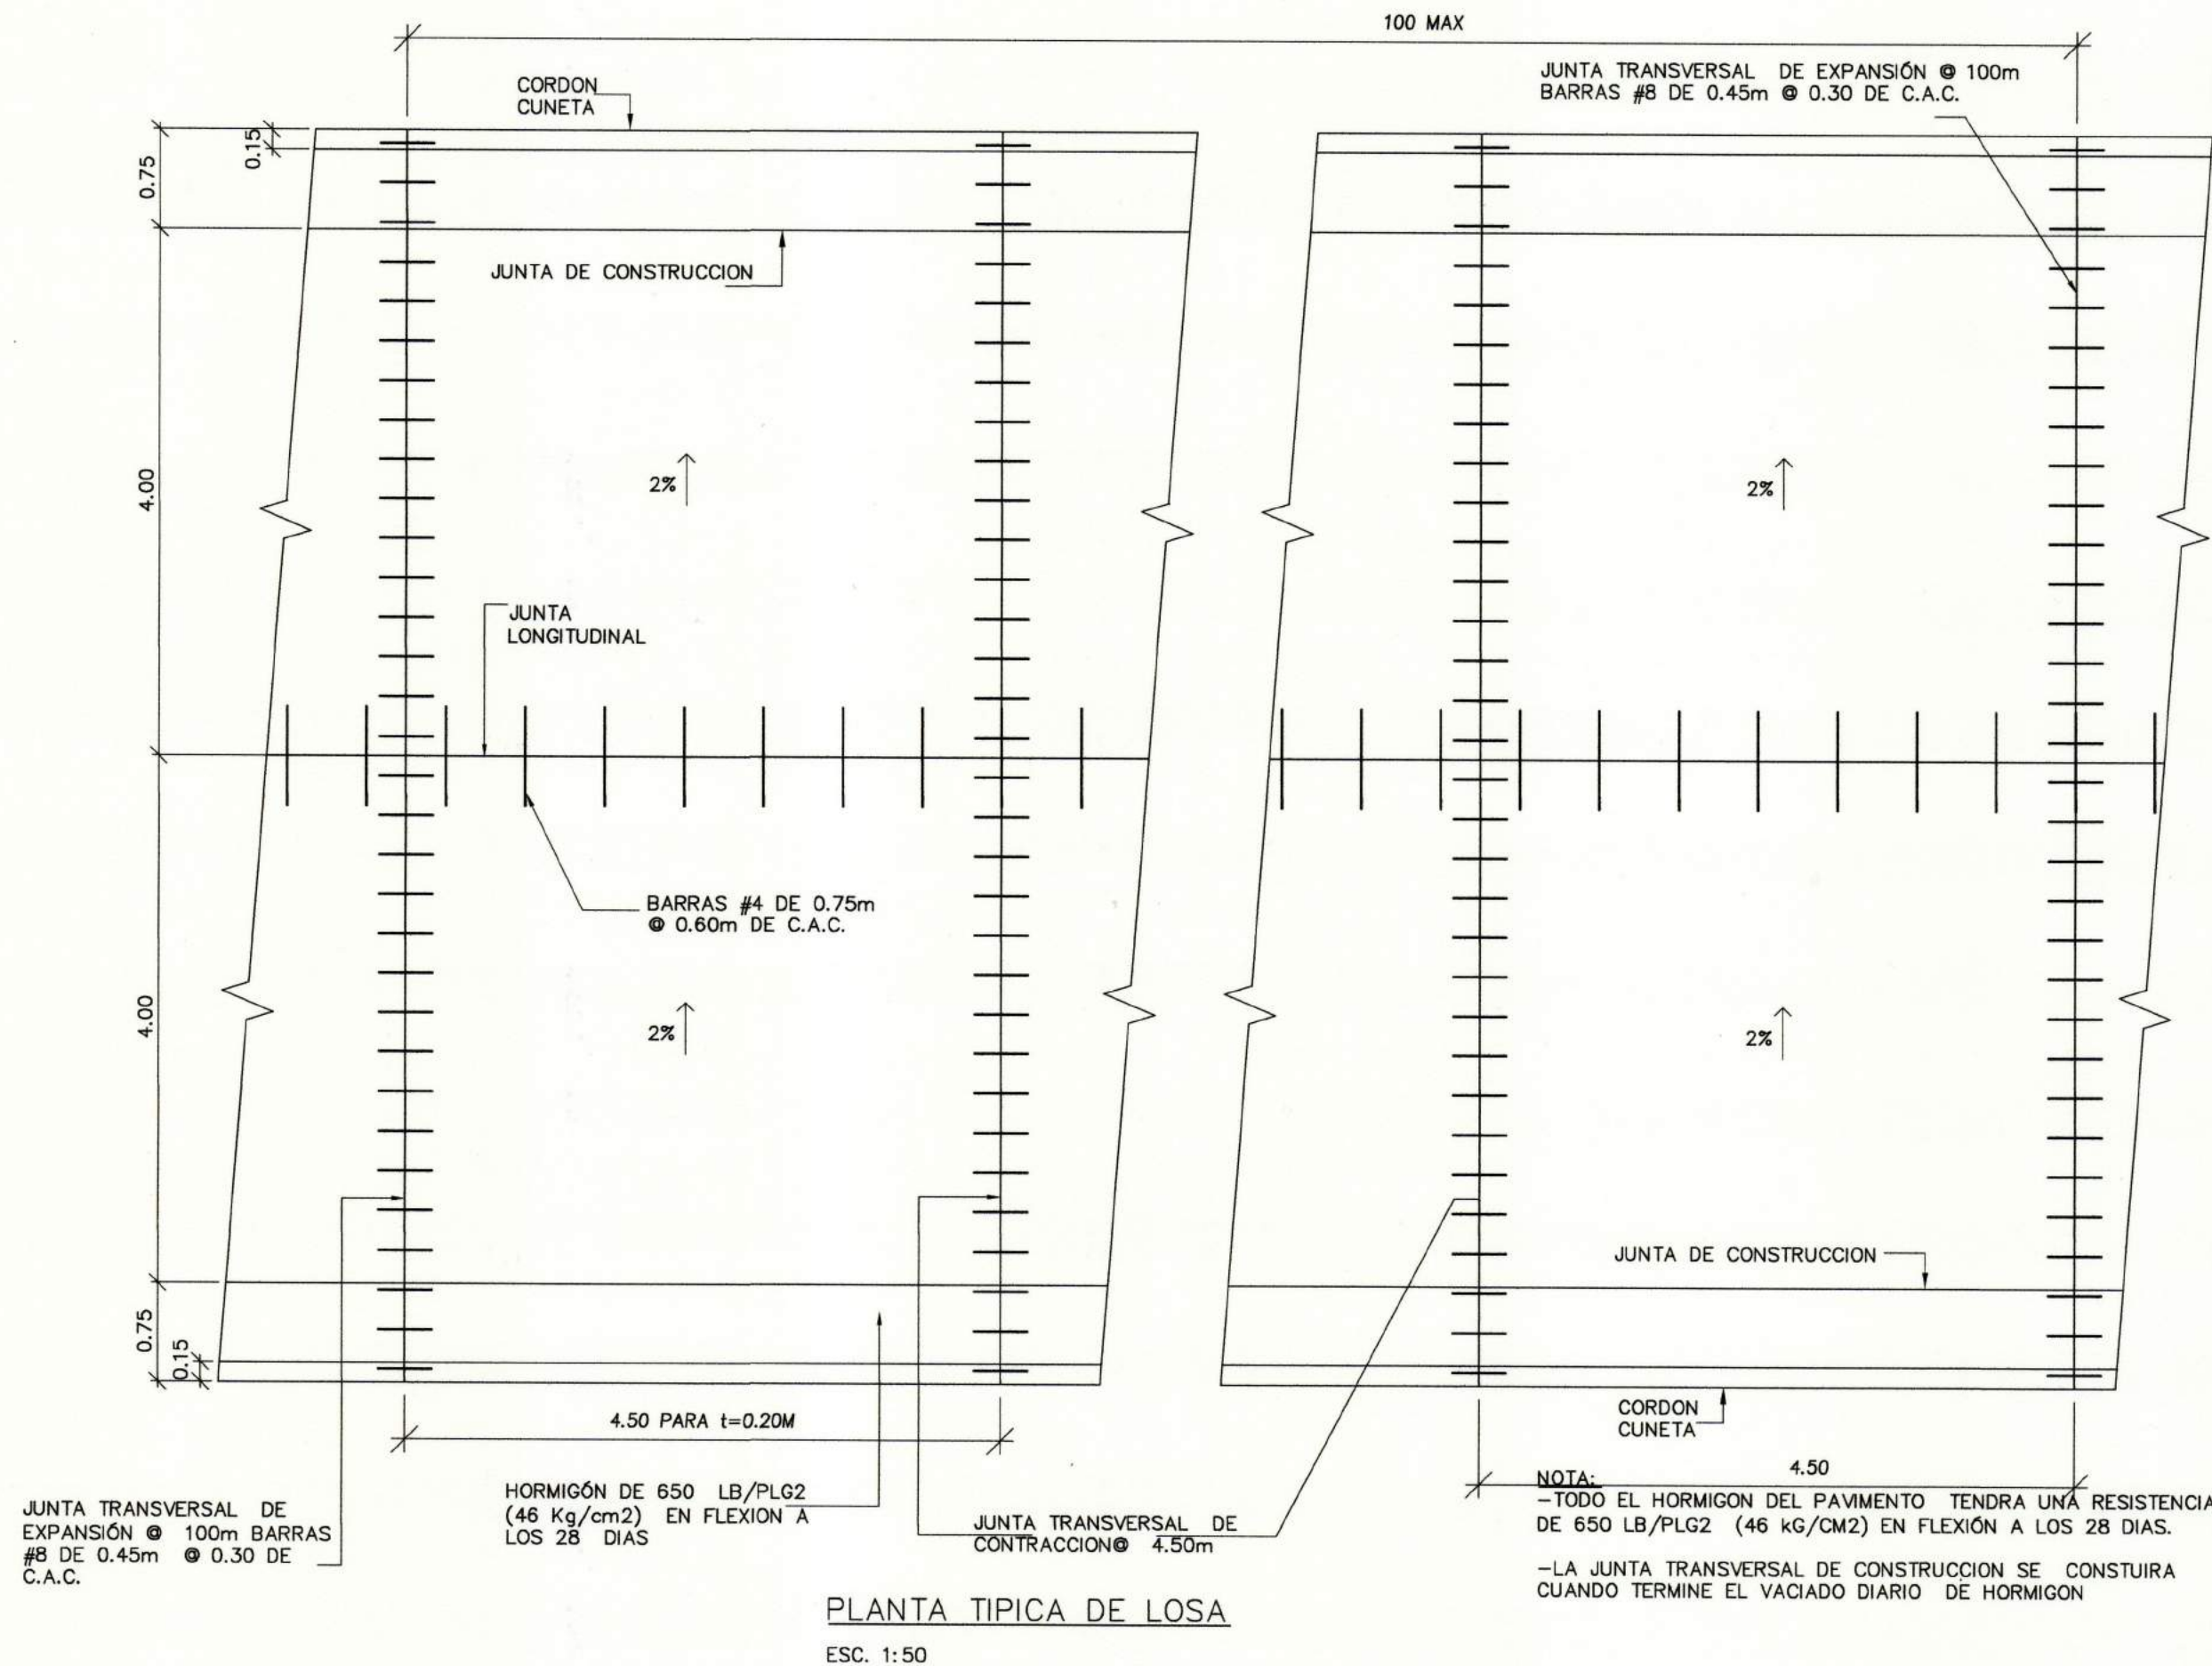 100 MAX
CORDON
CUNETA
JUNTA TRANSVERSAL DE EXPANSIÓN @ 100m
BARRAS #8 DE 0.45m @ 0.30 DE C.A.C.
0.15
0.75
JUNTA DE CONSTRUCCION
4.00
2%
2%
JUNTA
LONGITUDINAL
BARRAS #4 DE 0.75m
@ 0.60m DE C.A.C.
4.00
2%
2%
JUNTA DE CONSTRUCCION
0.75
0.15
4.50 PARA t=0.20M
CORDON
CUNETA
4.50
JUNTA TRANSVERSAL DE
EXPANSIÓN @ 100m BARRAS
#8 DE 0.45m @ 0.30 DE
C.A.C.
HORMIGÓN DE 650 LB/PLG2
(46 Kg/cm2) EN FLEXION A
LOS 28 DIAS
JUNTA TRANSVERSAL DE
CONTRACCION@ 4.50m
NOTA:
-TODO EL HORMIGON DEL PAVIMENTO TENDRA UNA RESISTENCIA
DE 650 LB/PLG2 (46 kG/CM2) EN FLEXIÓN A LOS 28 DIAS.
-LA JUNTA TRANSVERSAL DE CONSTRUCCION SE CONSTUIRA
CUANDO TERMINE EL VACIADO DIARIO DE HORMIGON
PLANTA TIPICA DE LOSA
ESC. 1:50